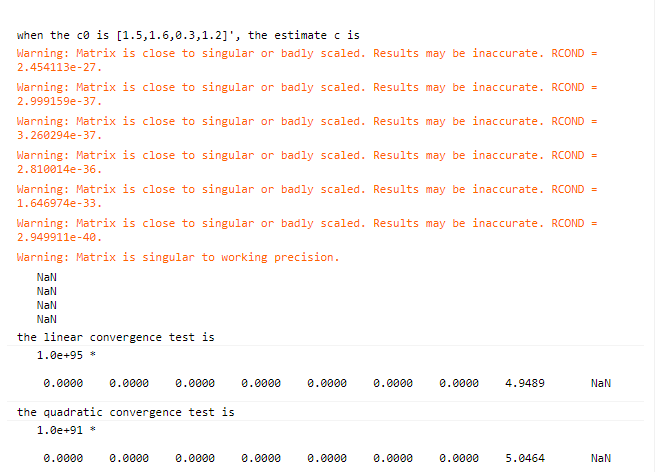 when the c0 is [1.5,1.6,0.3,1.2]', the estimate c is
Warning: Matrix is close to singular or badly scaled. Results may be inaccurate. RCOND =
2.454113e-27.
Warning: Matrix is close to singular or badly scaled. Results may be inaccurate. RCOND =
2.999159e-37.
Warning: Matrix is close to singular or badly scaled. Results may be inaccurate. RCOND =
3.260294e-37.
Warning: Matrix is close to singular or badly scaled. Results may be inaccurate. RCOND =
2.810014e-36.
Warning: Matrix is close to singular or badly scaled. Results may be inaccurate. RCOND =
1.646974e-33.
Warning: Matrix is close to singular or badly scaled. Results may be inaccurate. RCOND =
2.949911e-40.
Warning: Matrix is singular to working precision.
NaN
NaN
NaN
NaN
the linear convergence test is
1.0e+95 *
0.0000 0.0000 0.0000 0.0000 0.0000 0.0000 0.0000 4.9489 NaN
the quadratic convergence test is
1.0e+91 *
0.0000 0.0000 0.0000 0.0000 0.0000 0.0000 0.0000 5.0464 NaN